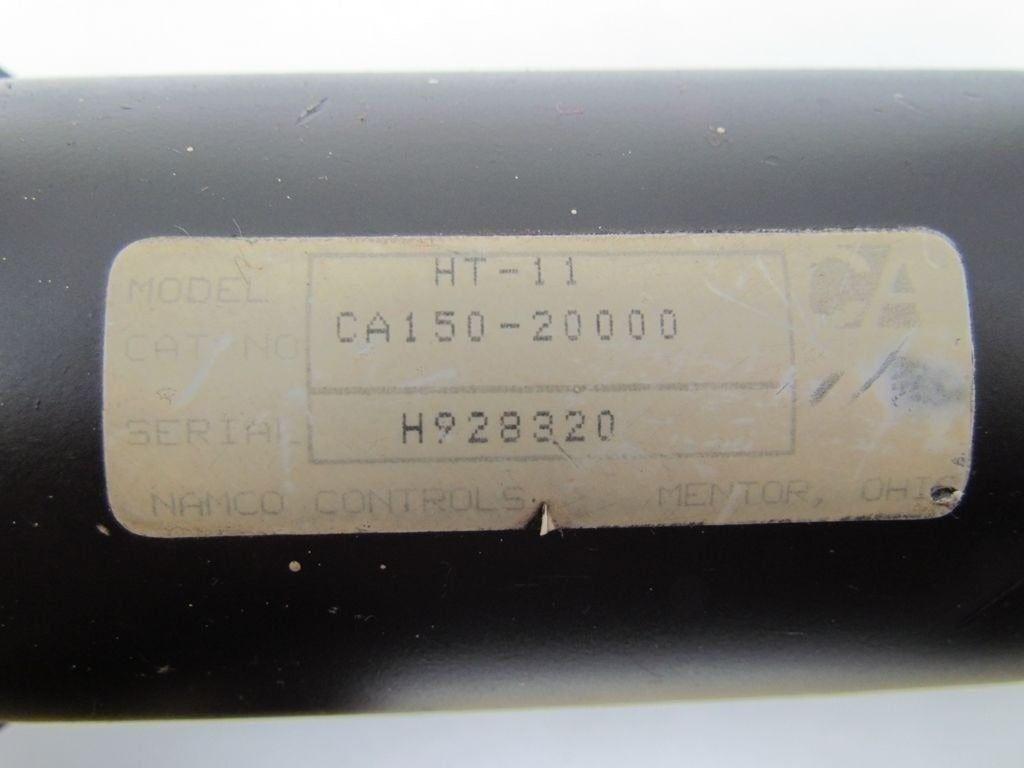 MODEL HT-11
CAT NO CA150-20000
SERIAL H928320
NAMCO CONTROLS MENTOR, OHIO